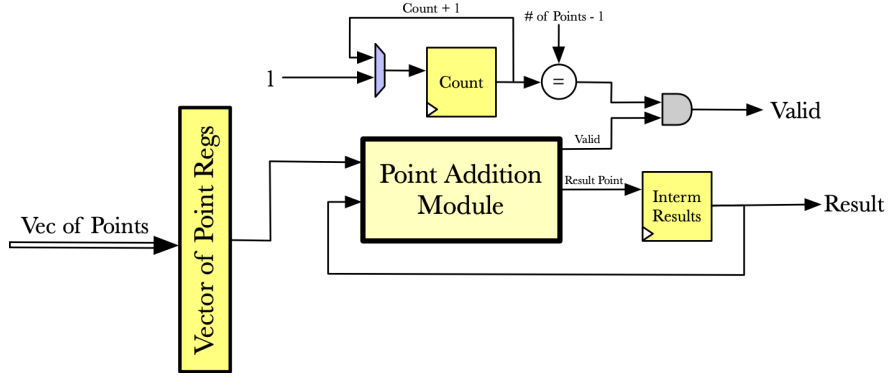 Count + 1
# of Points - 1
1
Count
=
Valid
Vector of Point Regs
Point Addition
Module
Valid
Result Point
Interm
Results
Result
Vec of Points